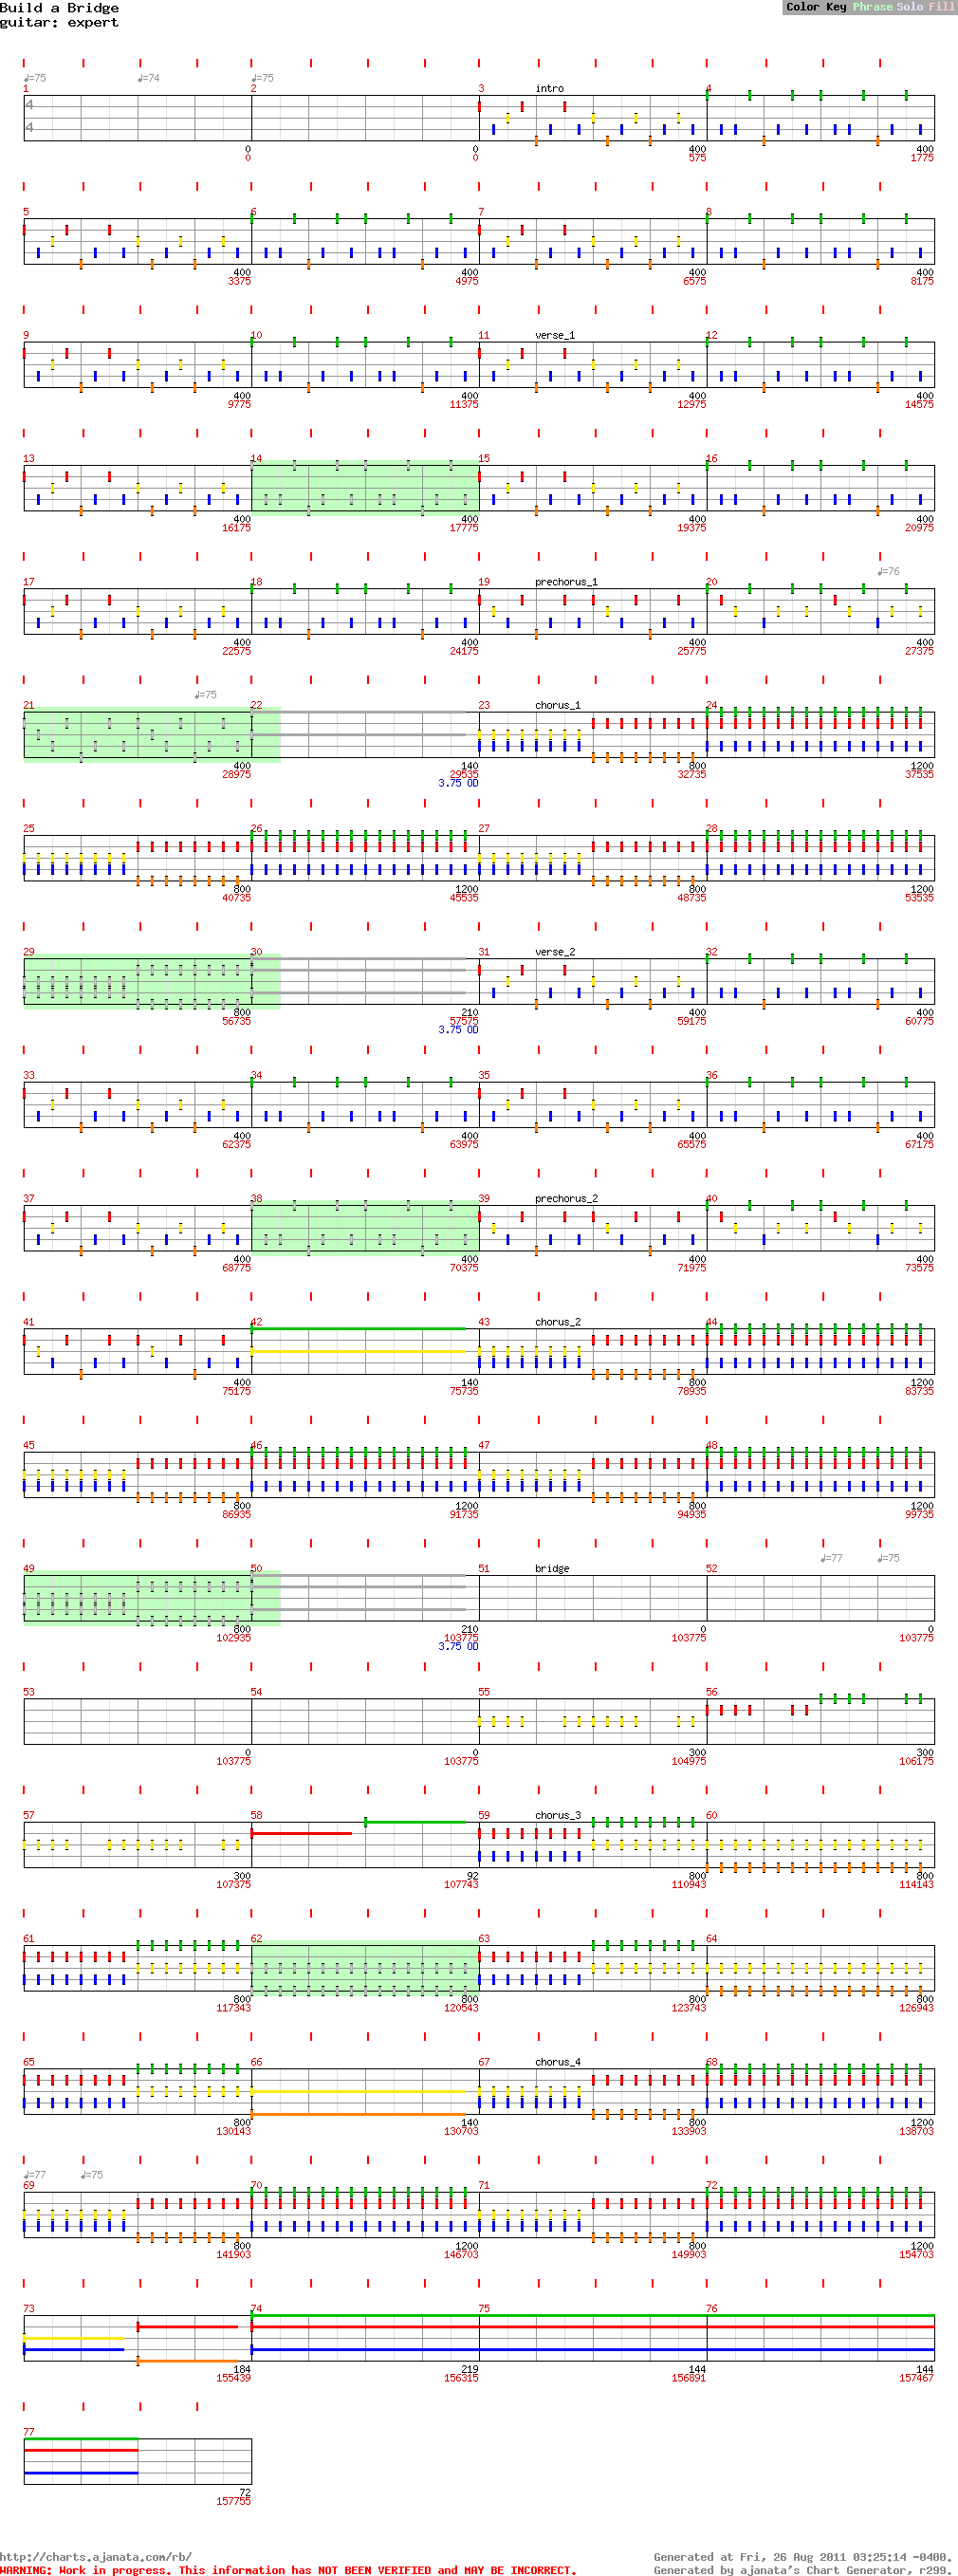 Build a Bridge
guitar: expert
Color Key Phrase Solo Fill
♩=75 ♩=74 ♩=75
1 2 3 intro 4
4
4
0 0 400 400
0 0 575 1775
5 6 7 8
400 400 400 400
3375 4975 6575 8175
9 10 11 verse_1 12
400 400 400 400
9775 11375 12975 14575
13 14 15 16
400 400 400 400
16175 17775 19375 20975
♩=76
17 18 19 prechorus_1 20
400 400 400 400
22575 24175 25775 27375
♩=75
21 22 23 chorus_1 24
400 140 800 1200
28975 29535 32735 37535
3.75 OD
25 26 27 28
800 1200 800 1200
40735 45535 48735 53535
29 30 31 verse_2 32
800 210 400 400
56735 57575 59175 60775
3.75 OD
33 34 35 36
400 400 400 400
62375 63975 65575 67175
37 38 39 prechorus_2 40
400 400 400 400
68775 70375 71975 73575
41 42 43 chorus_2 44
400 140 800 1200
75175 75735 78935 83735
45 46 47 48
800 1200 800 1200
86935 91735 94935 99735
♩=77 ♩=75
49 50 51 bridge 52
800 210 0 0
102935 103775 103775 103775
3.75 OD
53 54 55 56
0 0 300 300
103775 103775 104975 106175
57 58 59 chorus_3 60
300 92 800 800
107375 107743 110943 114143
61 62 63 64
800 800 800 800
117343 120543 123743 126943
65 66 67 chorus_4 68
800 140 800 1200
130143 130703 133903 138703
♩=77 ♩=75
69 70 71 72
800 1200 800 1200
141903 146703 149903 154703
73 74 75 76
184 219 144 144
155439 156315 156891 157467
77
72
157755
http://charts.ajanata.com/rb/
Generated at Fri, 26 Aug 2011 03:25:14 -0400.
WARNING: Work in progress. This information has NOT BEEN VERIFIED and MAY BE INCORRECT.
Generated by ajanata's Chart Generator, r299.